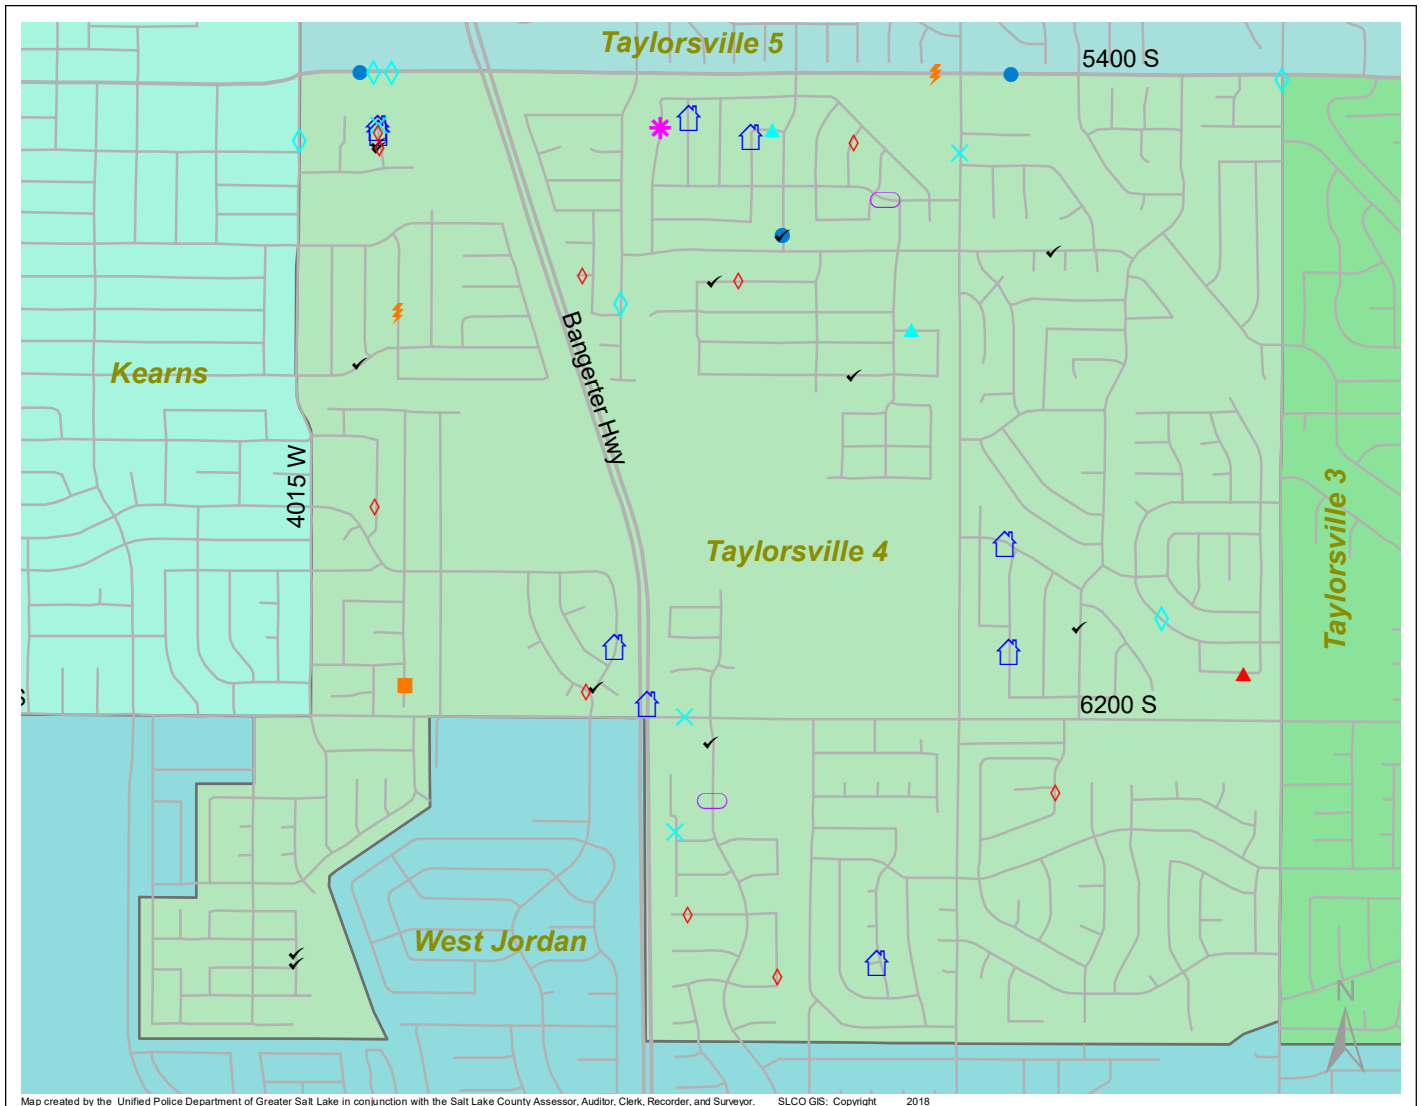 Taylorsville 5
5400 S
Bangerter Hwy
Kearns
4015 W
Taylorsville 4
Taylorsville 3
6200 S
West Jordan
N
Map created by the Unified Police Department of Greater Salt Lake in conjunction with the Salt Lake County Assessor, Auditor, Clerk, Recorder, and Surveyor. SLCO GIS: Copyright 2018